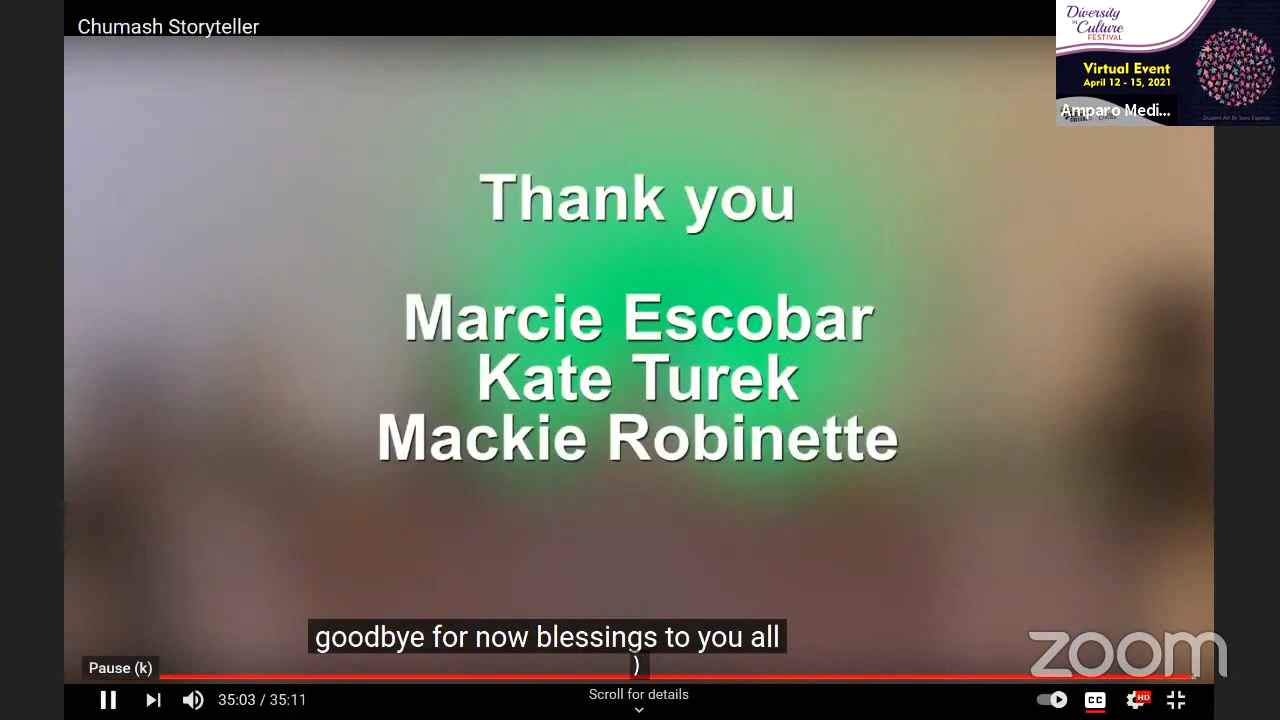 Chumash Storyteller
Diversity
IN Culture
FESTIVAL
Virtual Event
April 12 - 15, 2021
Amparo Medi...
Thank you
Marcie Escobar
Kate Turek
Mackie Robinette
goodbye for now blessings to you all
)
zoom
Pause (k)
35:03 / 35:11
Scroll for details
CC
HD